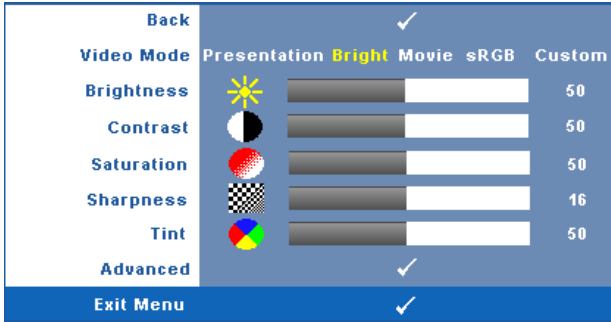 Back
Video Mode Presentation Bright Movie sRGB Custom
Brightness 50
Contrast 50
Saturation 50
Sharpness 16
Tint 50
Advanced
Exit Menu